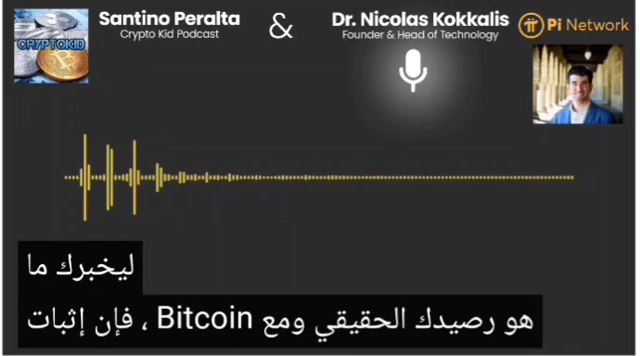 CRYPTOKID
Santino Peralta
Crypto Kid Podcast
&
Dr. Nicolas Kokkalis
Founder & Head of Technology
Pi Network
ليخبرك ما
هو رصيدك الحقيقي ومع Bitcoin ، فإن إثبات